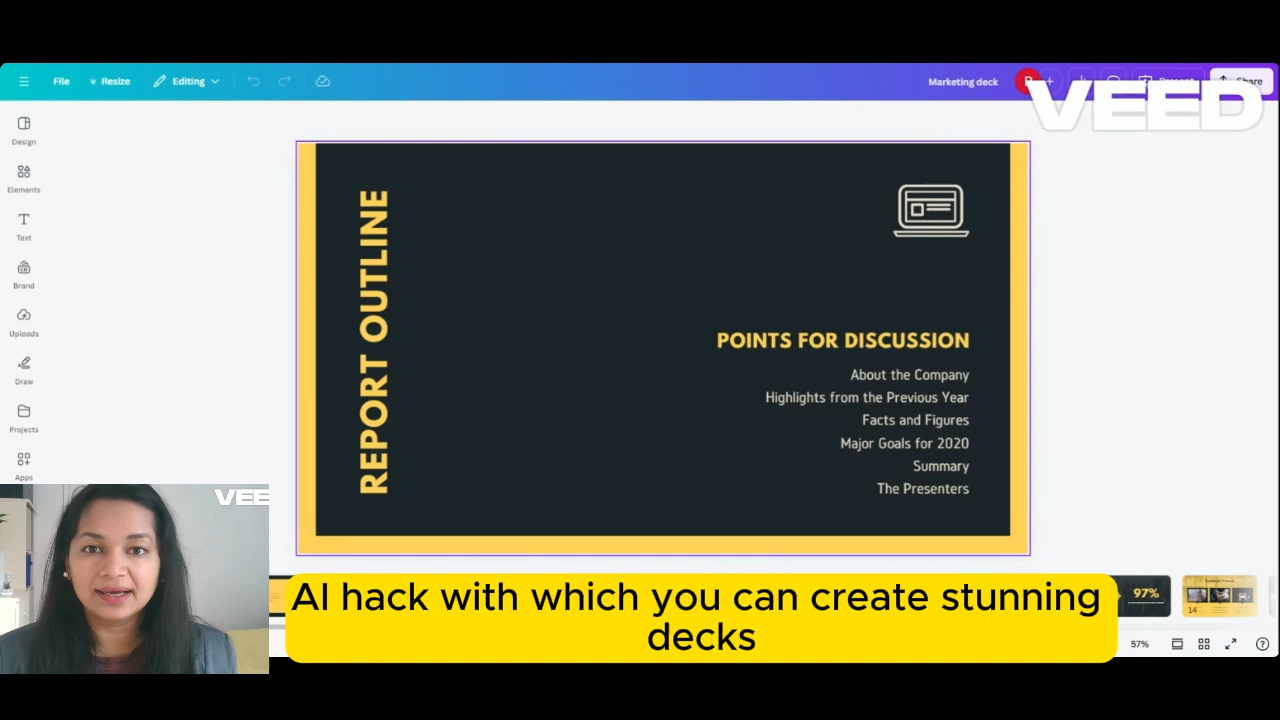 File
Resize
Editing
Marketing deck
Share
VEED
Design
Elements
Text
Brand
Uploads
Draw
Projects
Apps
REPORT OUTLINE
POINTS FOR DISCUSSION
About the Company
Highlights from the Previous Year
Facts and Figures
Major Goals for 2020
Summary
The Presenters
VEE
AI hack with which you can create stunning
decks
97%
14
57%